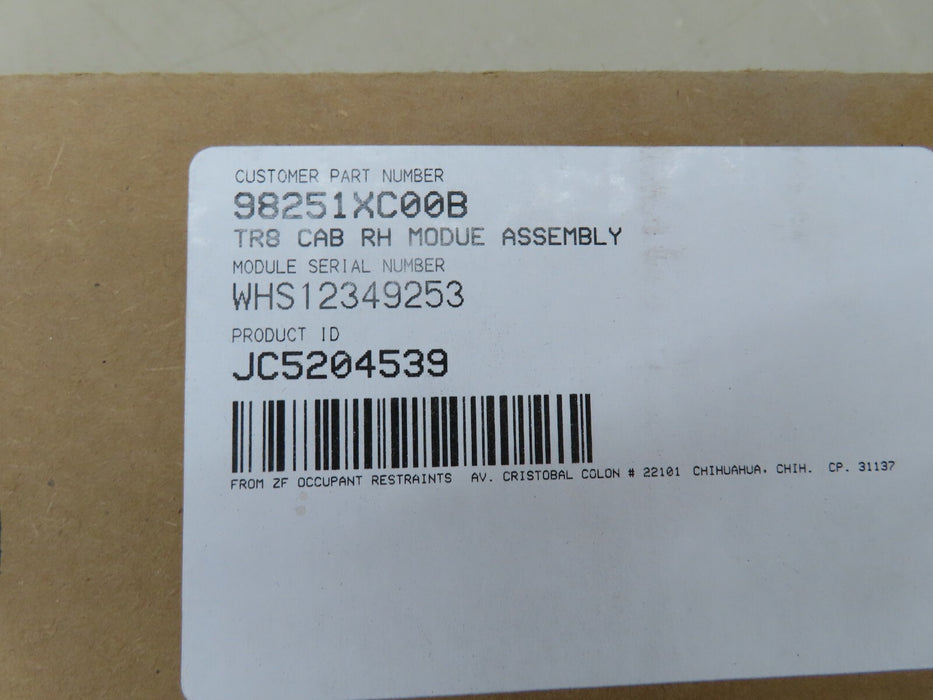 CUSTOMER PART NUMBER
98251XC00B
TR8 CAB RH MODUE ASSEMBLY
MODULE SERIAL NUMBER
WHS12349253
PRODUCT ID
JC5204539
FROM ZF OCCUPANT RESTRAINTS AV. CRISTOBAL COLON # 22101 CHIHUAHUA, CHIH. CP. 31137